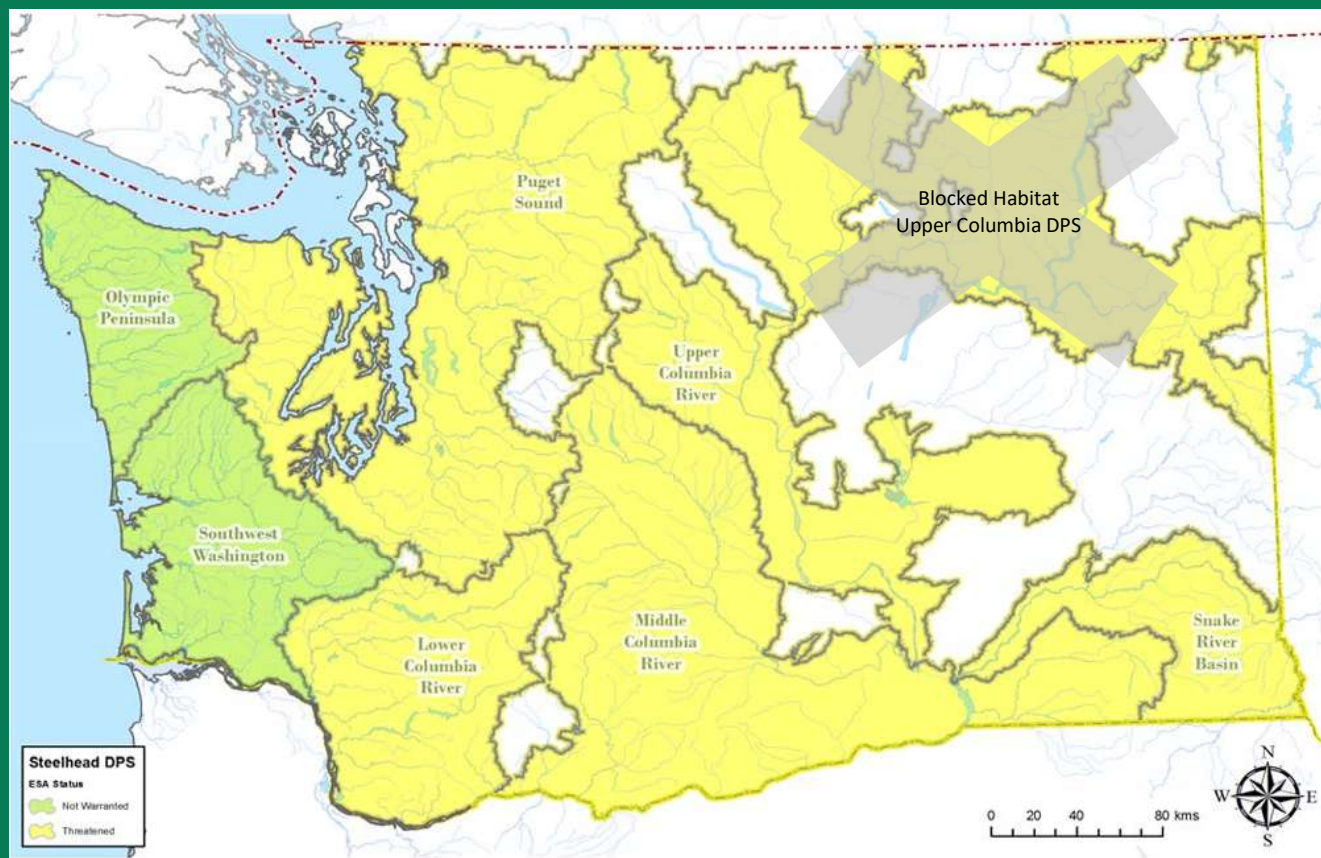 Puget
Sound
Blocked Habitat
Upper Columbia DPS
Olympic
Peninsula
Upper
Columbia
River
Southwest
Washington
Lower
Columbia
River
Middle
Columbia
River
Snake
River
Basin
Steelhead DPS
ESA Status
Not Warranted
Threatened
0 20 40 80 kms
N
W E
S